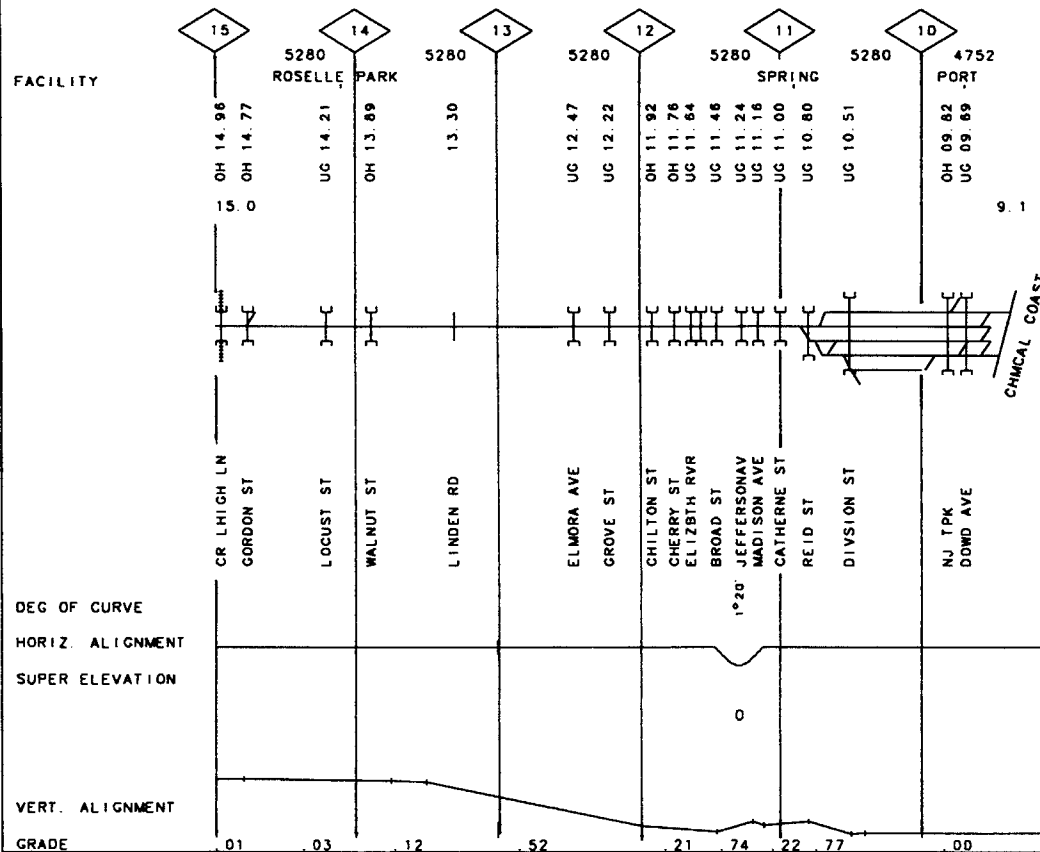 15 14 13 12 11 10
5280 5280 5280 5280 4752
FACILITY ROSELLE PARK SPRING PORT
OH 14.96
OH 14.77
UG 14.21
OH 13.89
13.30
UG 12.47
UG 12.22
OH 11.92
OH 11.76
UG 11.64
UG 11.46
UG 11.24
UG 11.16
UG 11.00
UG 10.80
UG 10.51
OH 09.82
UG 09.69
15.0 9.1
CHMCAL COAST
CR LHIGH LN
GORDON ST
LOCUST ST
WALNUT ST
LINDEN RD
ELMORA AVE
GROVE ST
CHILTON ST
CHERRY ST
ELIZBTH RVR
BROAD ST
JEFFERSONAV
MADISON AVE
CATHERNE ST
REID ST
DIVSION ST
NJ TPK
DOWD AVE
DEG OF CURVE 1°20'
HORIZ. ALIGNMENT
SUPER ELEVATION
0
VERT. ALIGNMENT
GRADE .01 .03 .12 .52 .21 .74 .22 .77 .00